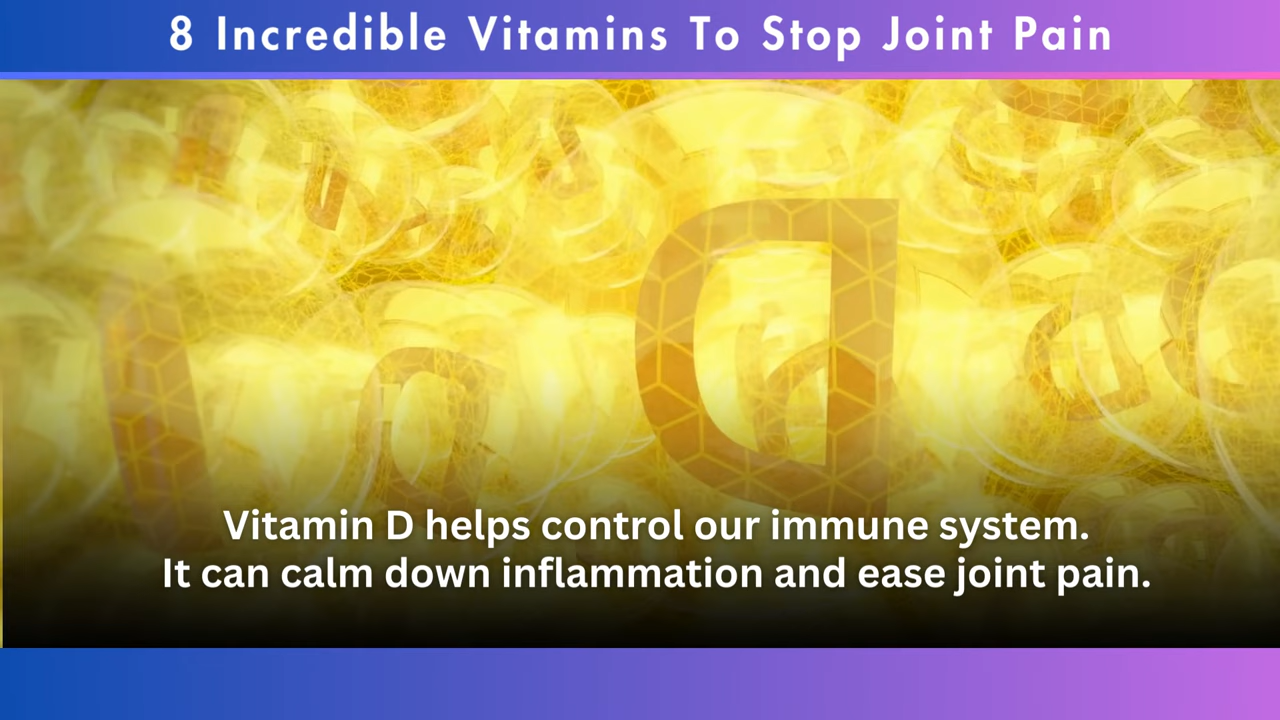 8 Incredible Vitamins To Stop Joint Pain
Vitamin D helps control our immune system.
It can calm down inflammation and ease joint pain.